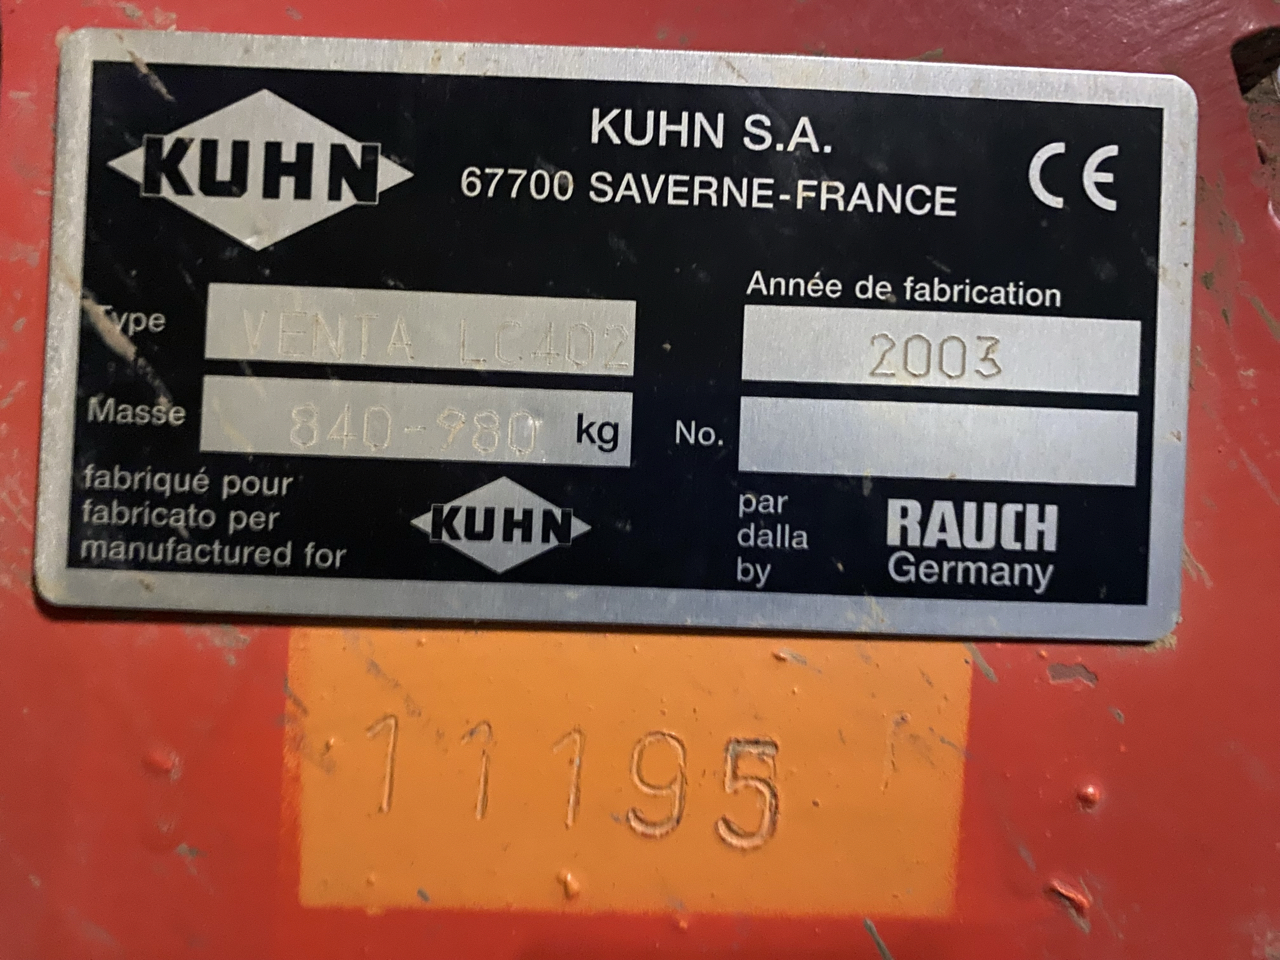 KUHN
KUHN S.A.
67700 SAVERNE-FRANCE
CE
Type VENTA LC402
Année de fabrication
2003
Masse 840-980 kg
No.
fabriqué pour
fabricato per
manufactured for
KUHN
par
dalla
by
RAUCH
Germany
11195